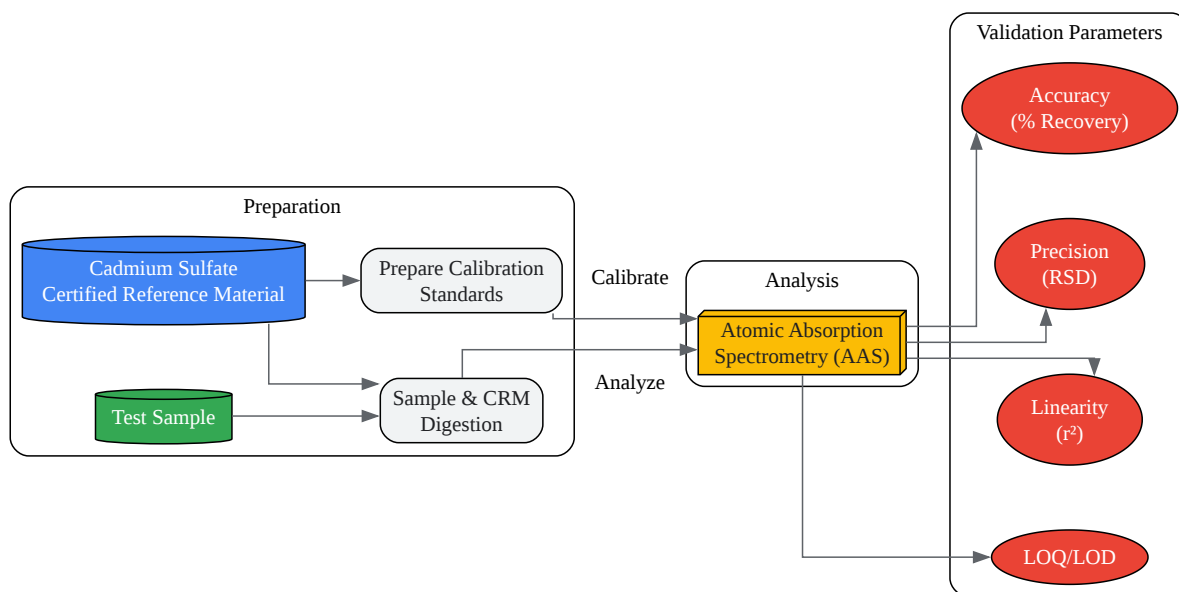 Preparation
Cadmium Sulfate
Certified Reference Material
Prepare Calibration
Standards
Test Sample
Sample & CRM
Digestion
Calibrate
Analyze
Analysis
Atomic Absorption
Spectrometry (AAS)
Validation Parameters
Accuracy
(% Recovery)
Precision
(RSD)
Linearity
(r²)
LOQ/LOD